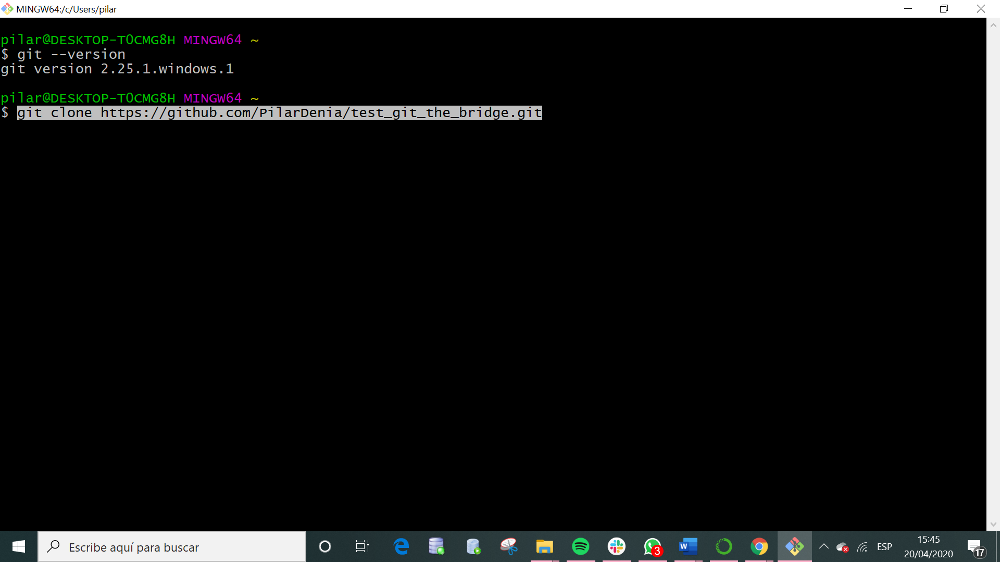 MINGW64:/c/Users/pilar
pilar@DESKTOP-T0CMG8H MINGW64 ~
$ git --version
git version 2.25.1.windows.1
pilar@DESKTOP-T0CMG8H MINGW64 ~
$ git clone https://github.com/PilarDenia/test_git_the_bridge.git
Escribe aquí para buscar
3
W
ESP
15:45
20/04/2020
17